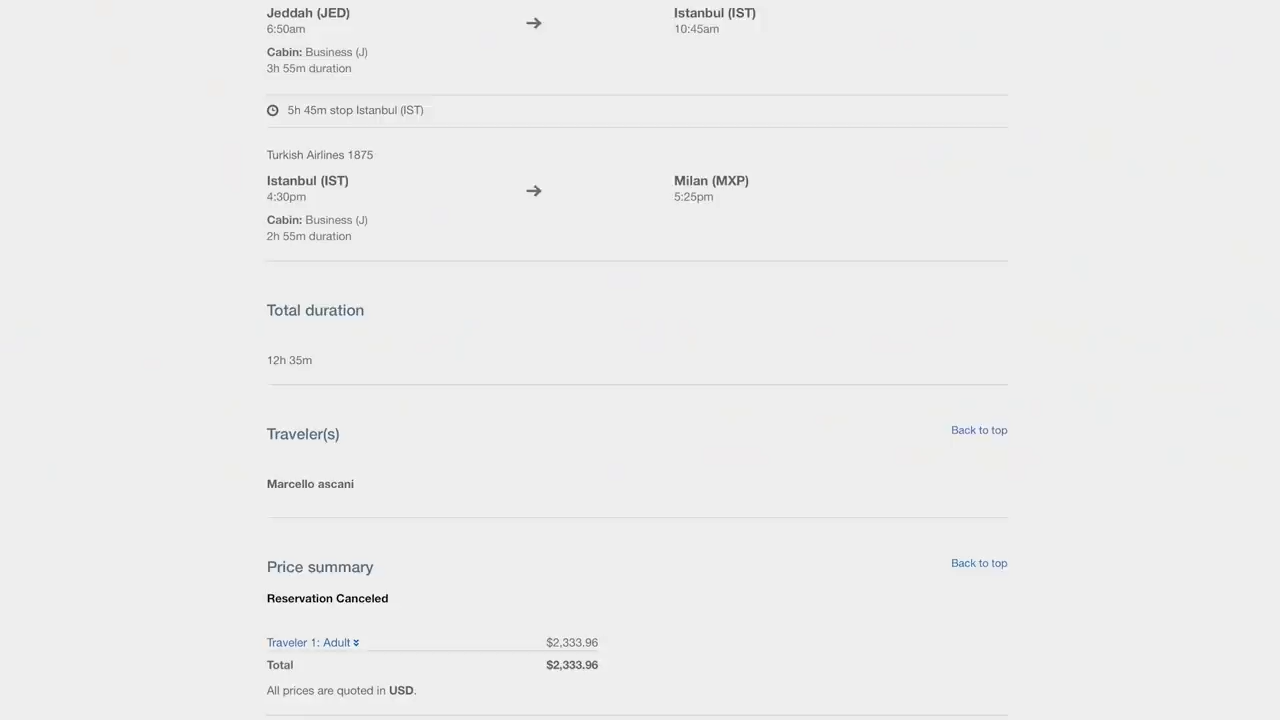 Jeddah (JED) → Istanbul (IST)
6:50am 10:45am
Cabin: Business (J)
3h 55m duration
5h 45m stop Istanbul (IST)
Turkish Airlines 1875
Istanbul (IST) → Milan (MXP)
4:30pm 5:25pm
Cabin: Business (J)
2h 55m duration
Total duration
12h 35m
Traveler(s) Back to top
Marcello ascani
Price summary Back to top
Reservation Canceled
Traveler 1: Adult $2,333.96
Total $2,333.96
All prices are quoted in USD.